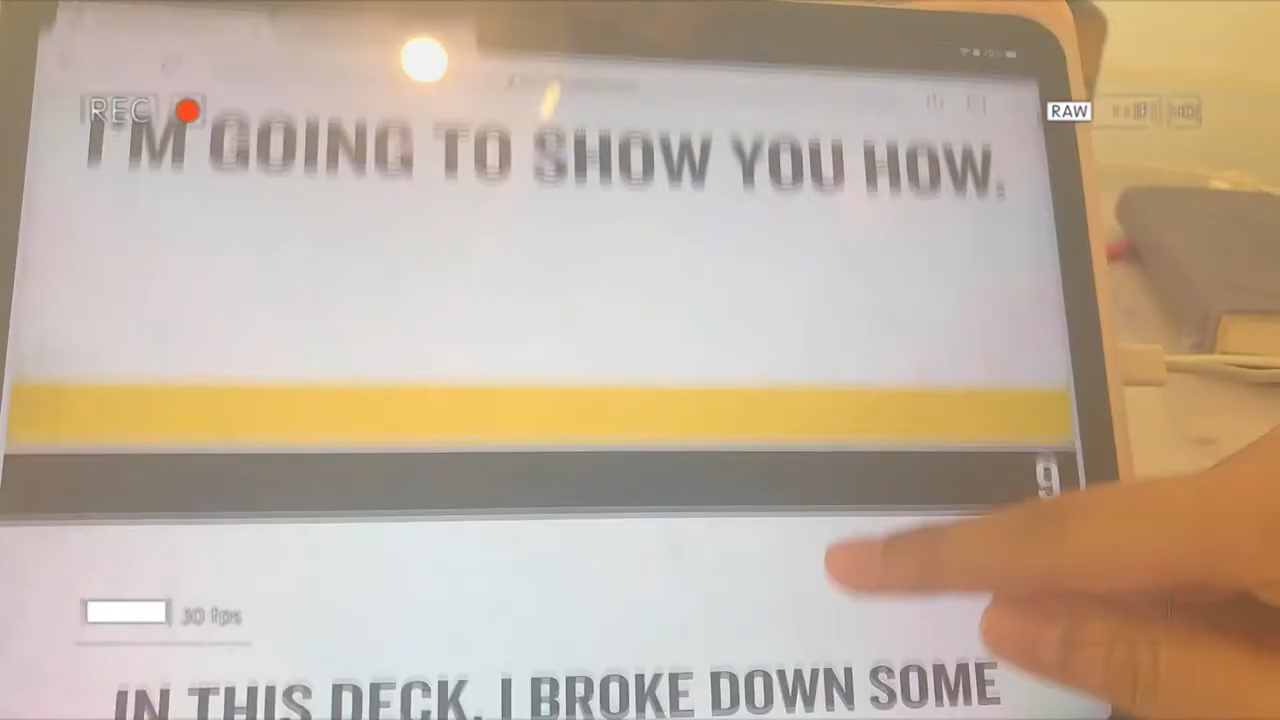 REC
RAW
I'M GOING TO SHOW YOU HOW.
9
30 fps
IN THIS DECK, I BROKE DOWN SOME